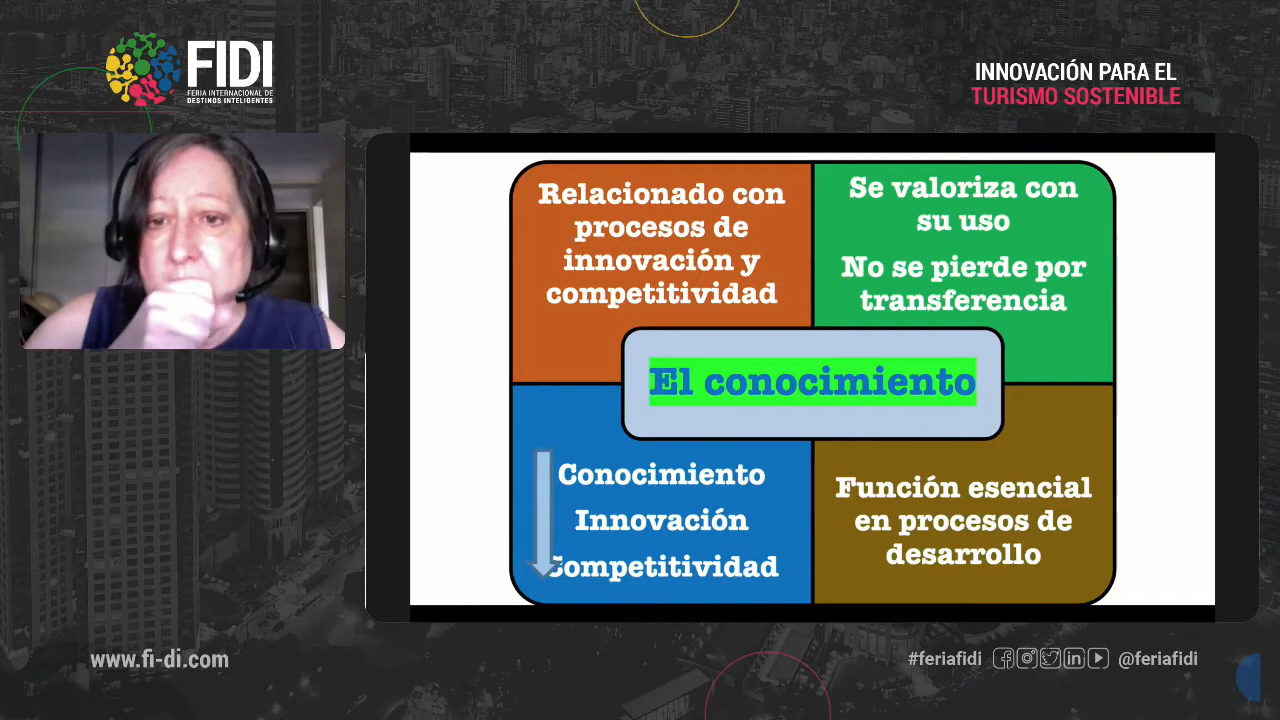 FIDI
FERIA INTERNACIONAL DE
DESTINOS INTELIGENTES
INNOVACIÓN PARA EL
TURISMO SOSTENIBLE
Relacionado con
procesos de
innovación y
competitividad
Se valoriza con
su uso
No se pierde por
transferencia
El conocimiento
Conocimiento
Innovación
Competitividad
Función esencial
en procesos de
desarrollo
www.fi-di.com
#feriafidi
@feriafidi